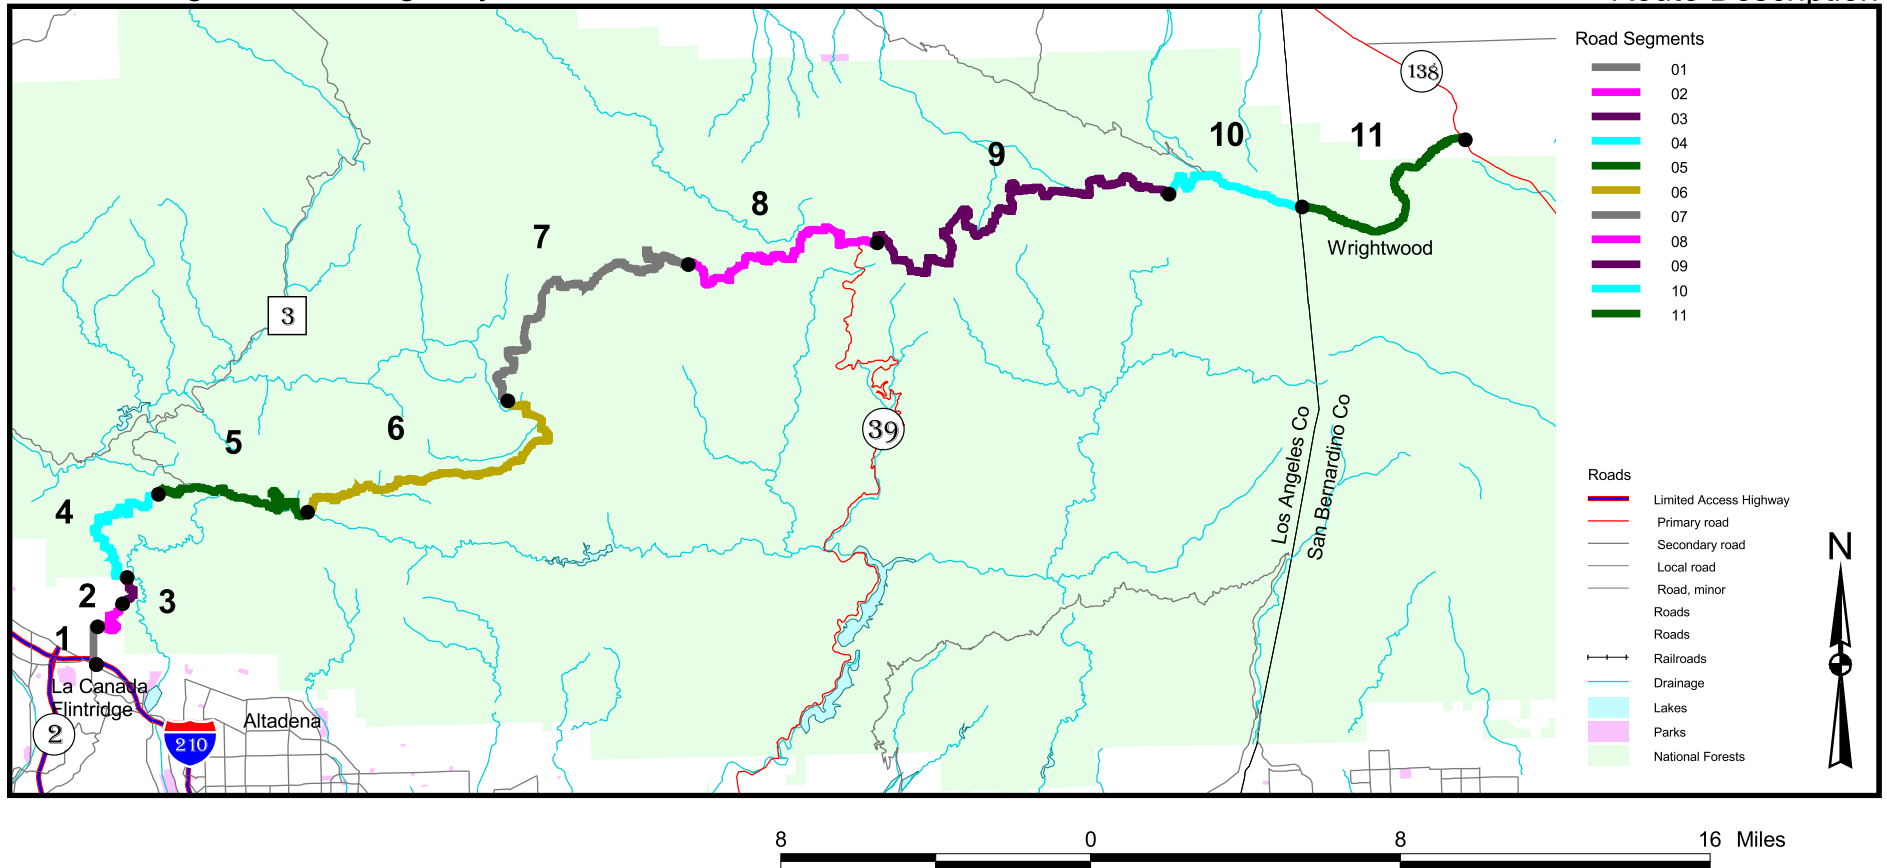 Road Segments
01
02
03
04
05
06
07
08
09
10
11
138
10
11
9
8
7
Wrightwood
3
39
6
5
4
Los Angeles Co
San Bernardino Co
2
3
1
La Canada
Flintridge
Altadena
2
210
Roads
Limited Access Highway
Primary road
Secondary road
Local road
Road, minor
Roads
Roads
Railroads
Drainage
Lakes
Parks
National Forests
N
8 0 8 16 Miles